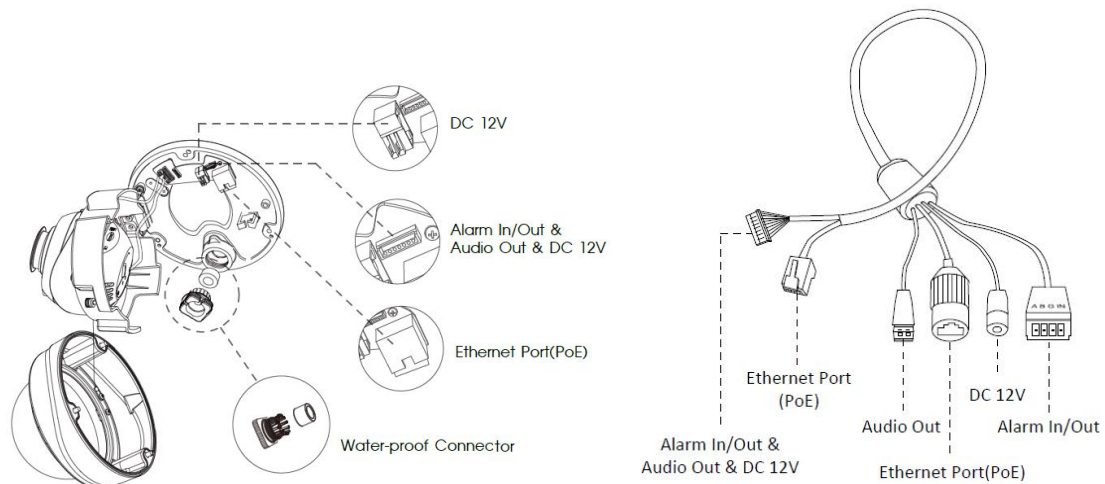 DC 12V
Alarm In/Out &
Audio Out & DC 12V
Ethernet Port(PoE)
Water-proof Connector
A B G IN
Ethernet Port
(PoE)
DC 12V
Audio Out
Alarm In/Out
Alarm In/Out &
Audio Out & DC 12V
Ethernet Port(PoE)